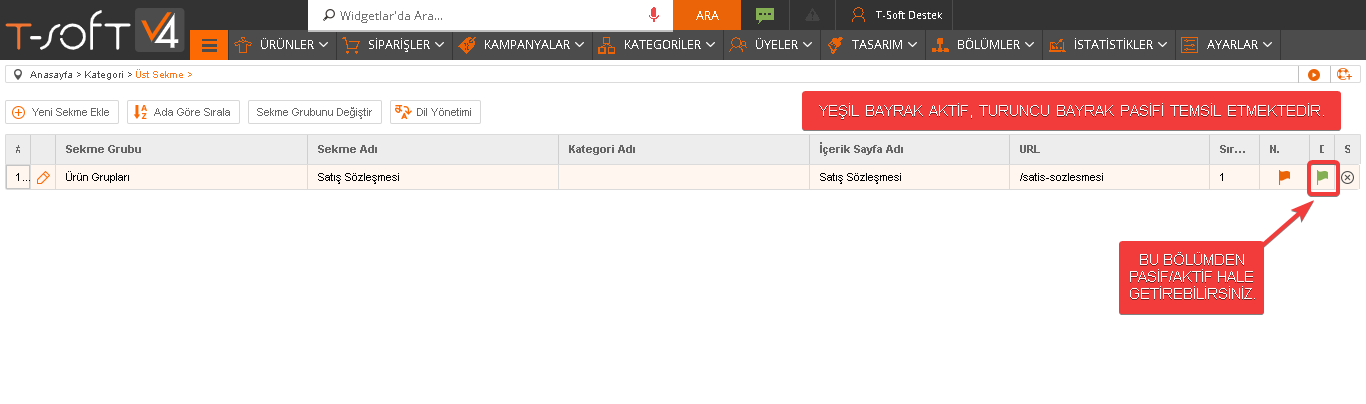 T-SOFT V4
Widgetlar'da Ara...
ARA
T-Soft Destek
ÜRÜNLER
SİPARİŞLER
KAMPANYALAR
KATEGORİLER
ÜYELER
TASARIM
BÖLÜMLER
İSTATİSTİKLER
AYARLAR
Anasayfa > Kategori > Üst Sekme >
Yeni Sekme Ekle
Ada Göre Sırala
Sekme Grubunu Değiştir
Dil Yönetimi
YEŞİL BAYRAK AKTİF, TURUNCU BAYRAK PASİFİ TEMSİL ETMEKTEDİR.
Sekme Grubu
Sekme Adı
Kategori Adı
İçerik Sayfa Adı
URL
Sır...
N.
S
1...
Ürün Grupları
Satış Sözleşmesi
Satış Sözleşmesi
/satis-sozlesmesi
1
BU BÖLÜMDEN
PASİF/AKTİF HALE
GETİREBİLİRSİNİZ.